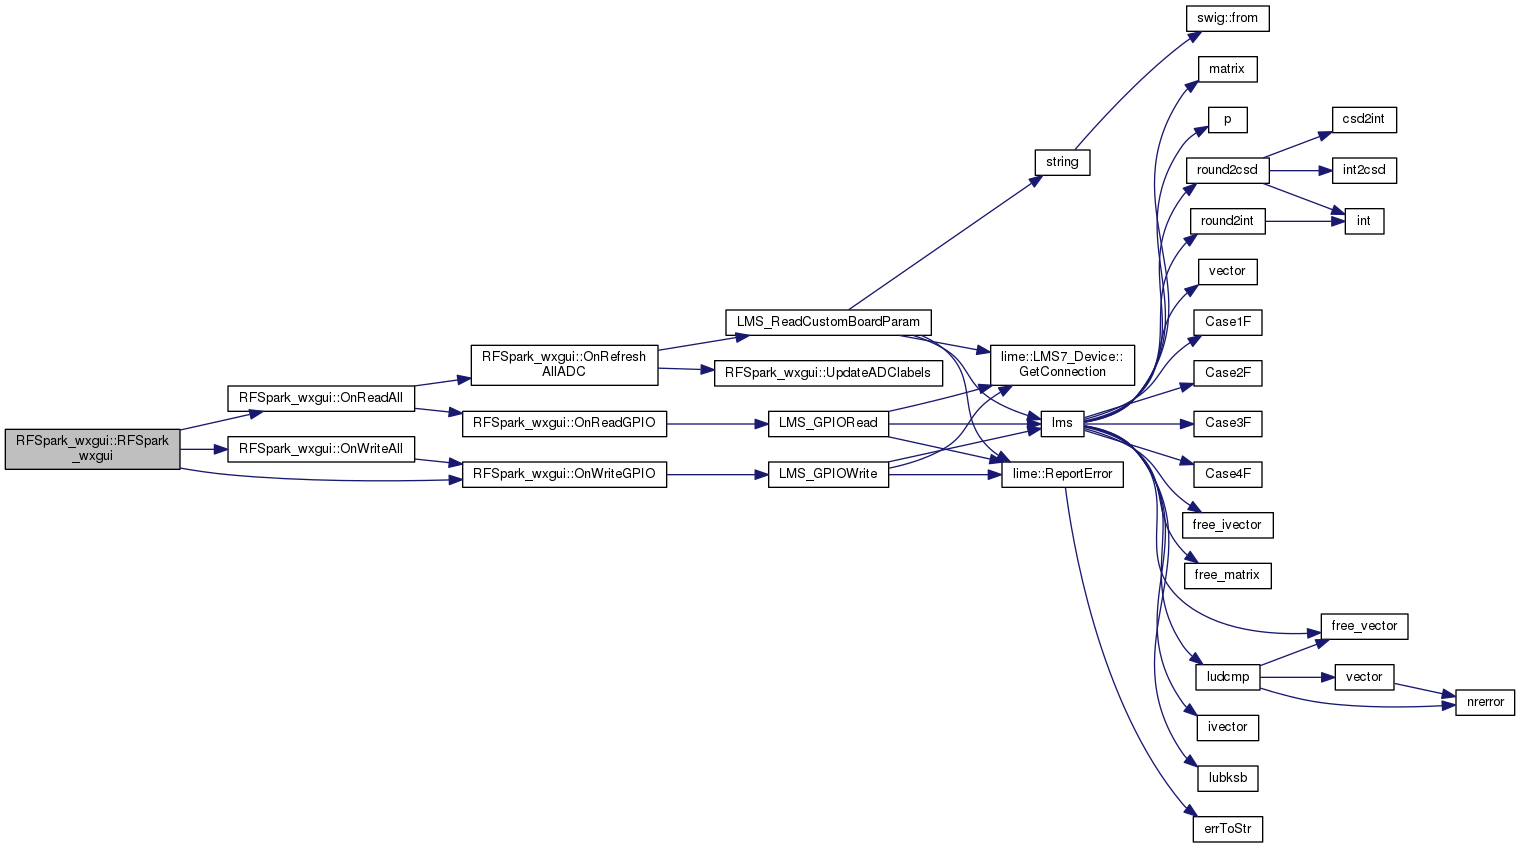 swig::from
matrix
p
csd2int
string
round2csd
int2csd
round2int
int
vector
LMS_ReadCustomBoardParam
Case1F
RFSpark_wxgui::OnRefresh
AllADC
lime::LMS7_Device::
GetConnection
RFSpark_wxgui::UpdateADClabels
Case2F
RFSpark_wxgui::OnReadAll
RFSpark_wxgui::OnReadGPIO
LMS_GPIORead
lms
Case3F
RFSpark_wxgui::RFSpark
_wxgui
RFSpark_wxgui::OnWriteAll
RFSpark_wxgui::OnWriteGPIO
LMS_GPIOWrite
lime::ReportError
Case4F
free_ivector
free_matrix
free_vector
ludcmp
vector
nrerror
ivector
lubksb
errToStr